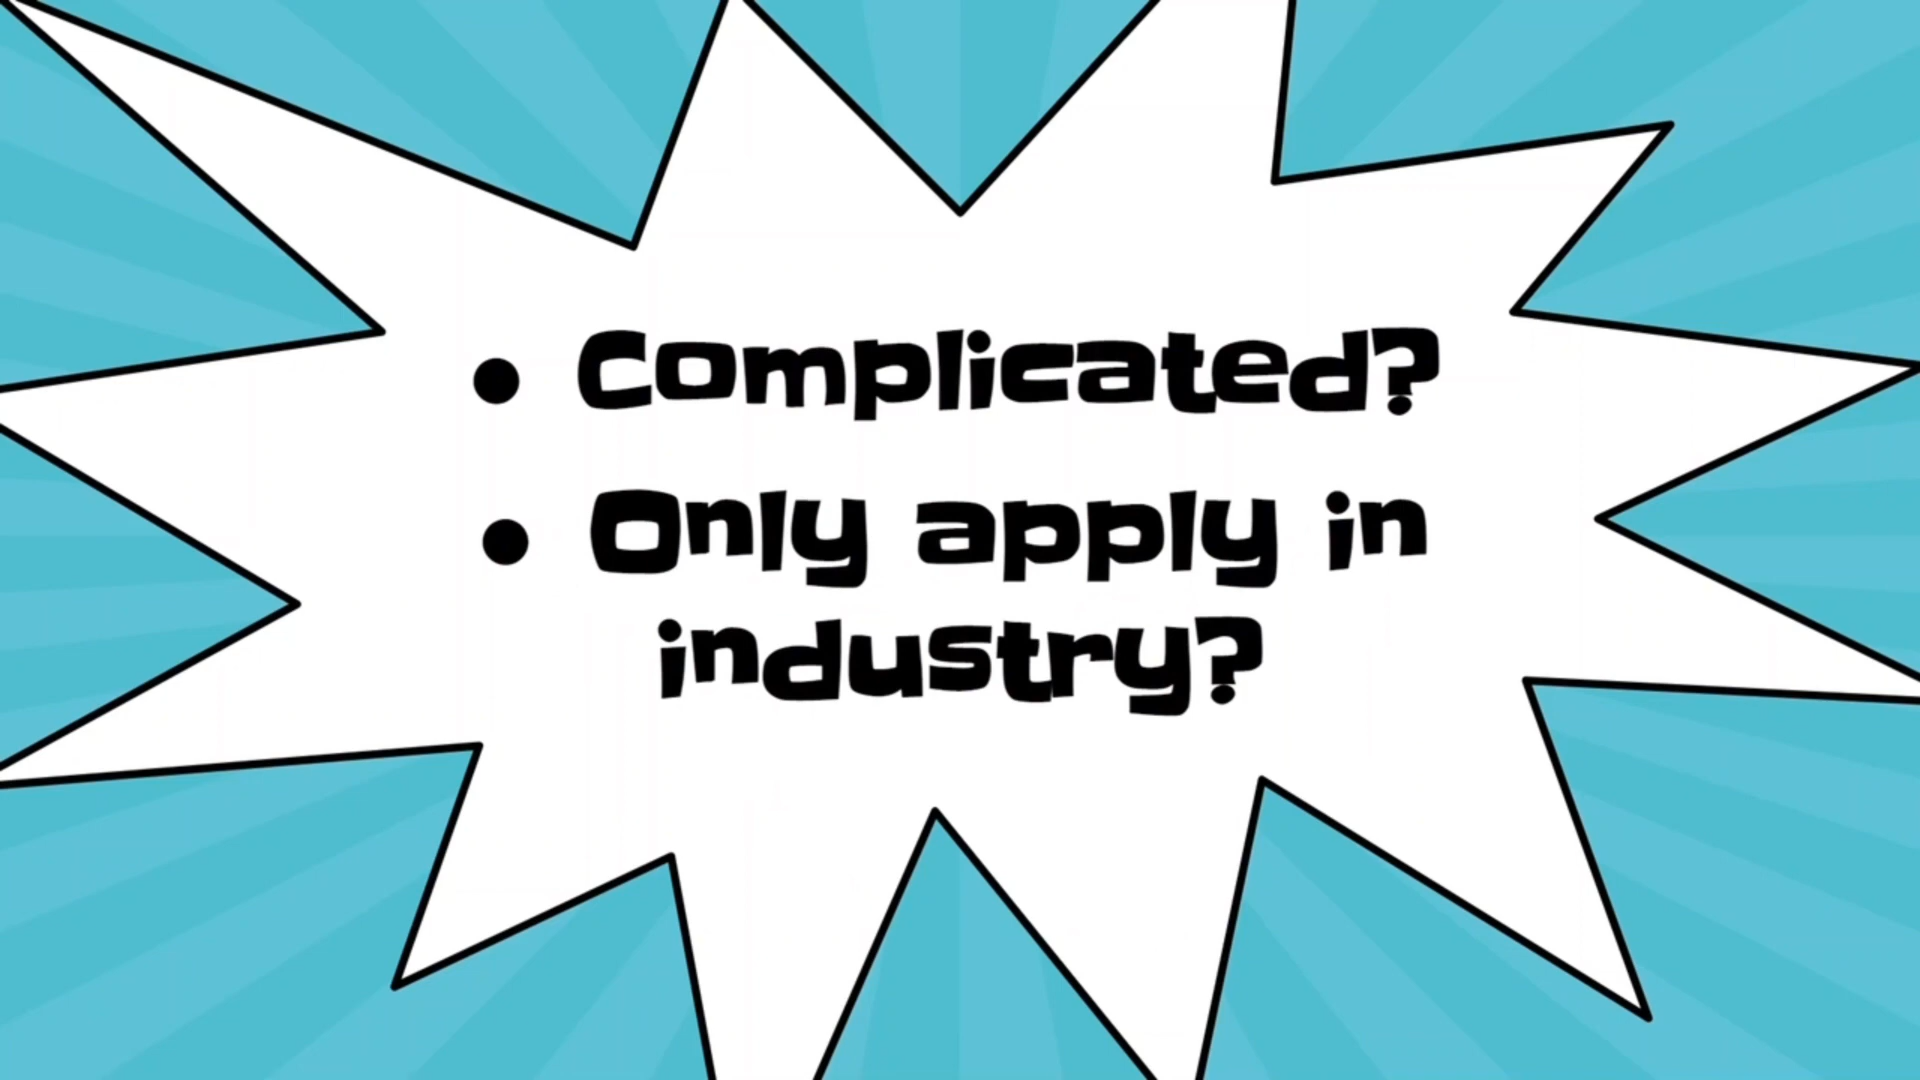 • Complicated?
• Only apply in
industry?